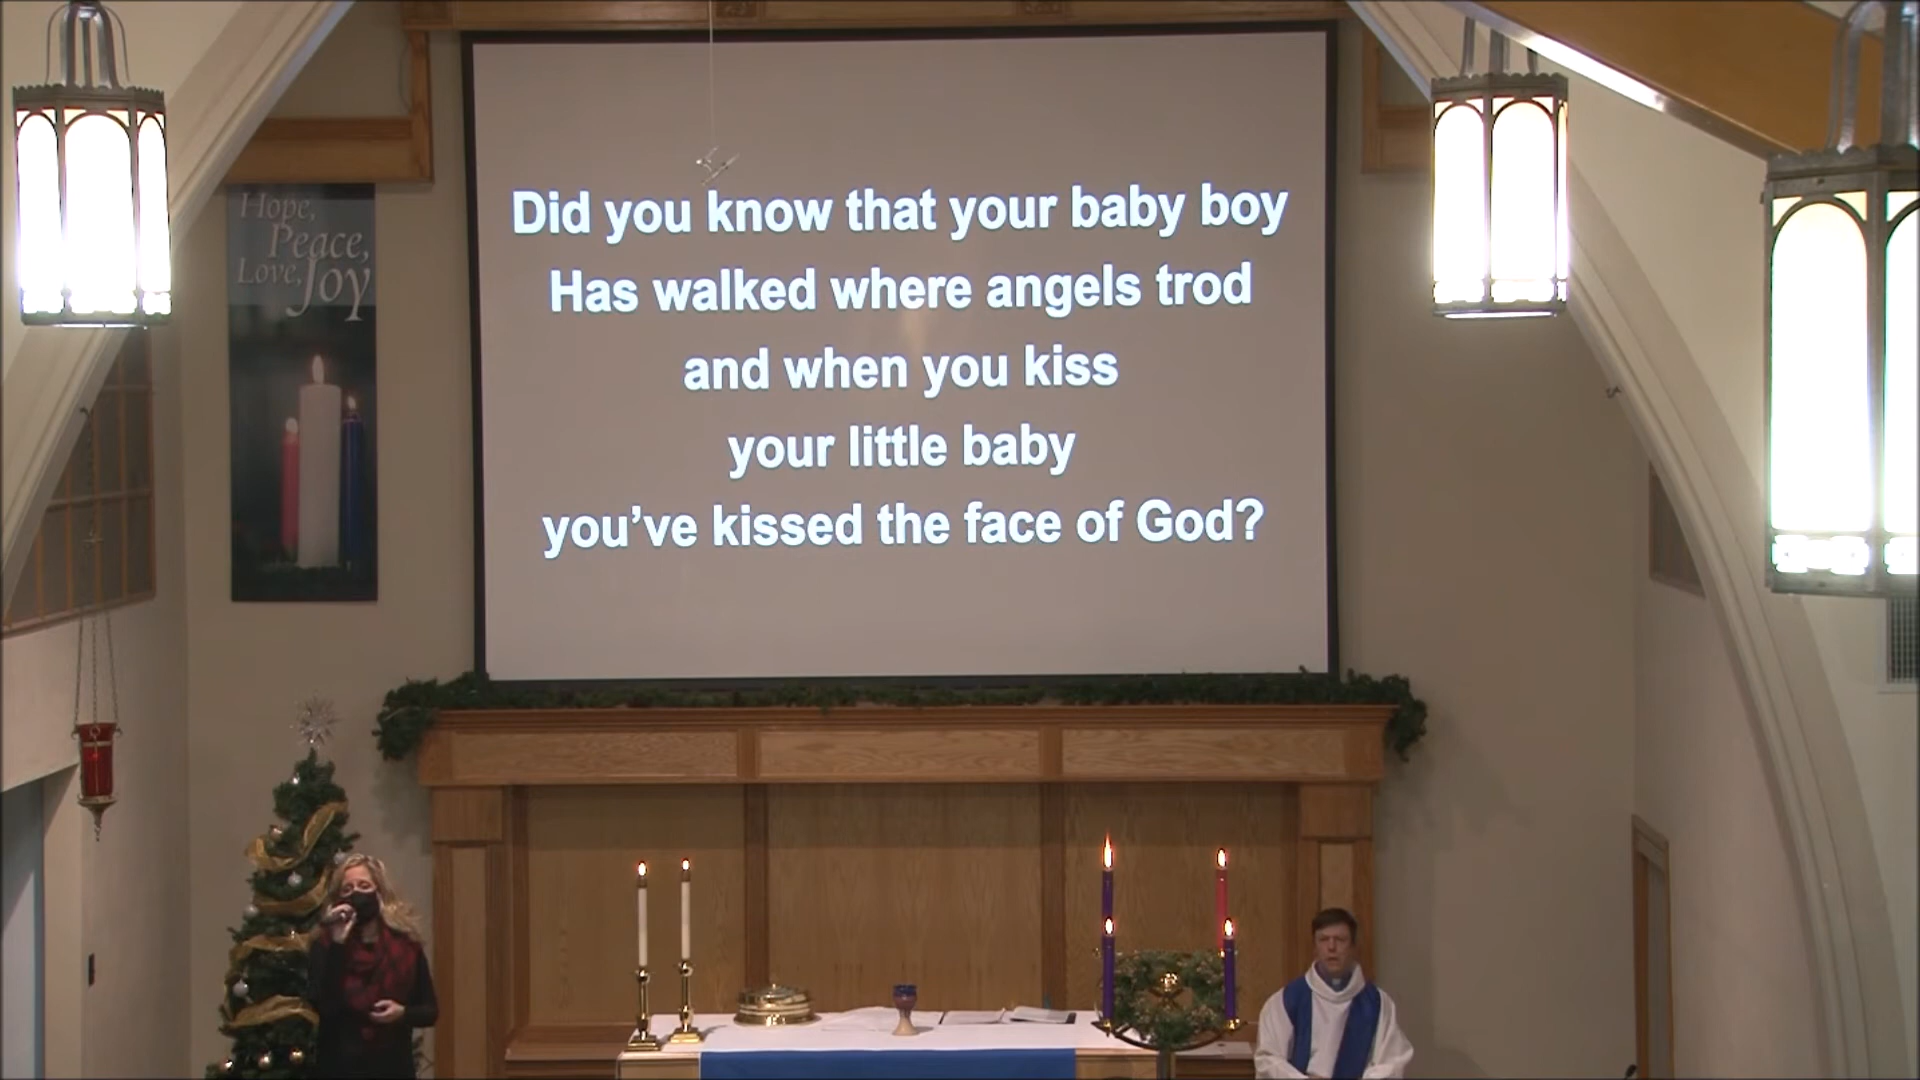 Hope,
Peace,
Love, Joy
Did you know that your baby boy
Has walked where angels trod
and when you kiss
your little baby
you’ve kissed the face of God?